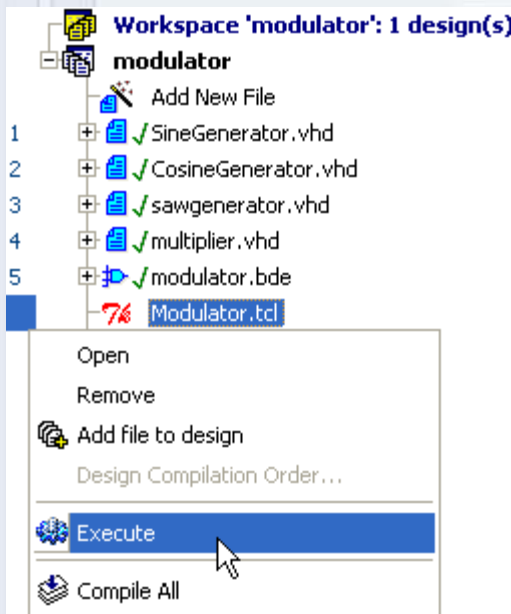 Workspace 'modulator': 1 design(s)
modulator
Add New File
1 SineGenerator.vhd
2 CosineGenerator.vhd
3 sawgenerator.vhd
4 multiplier.vhd
5 modulator.bde
Modulator.tcl
Open
Remove
Add file to design
Design Compilation Order...
Execute
Compile All